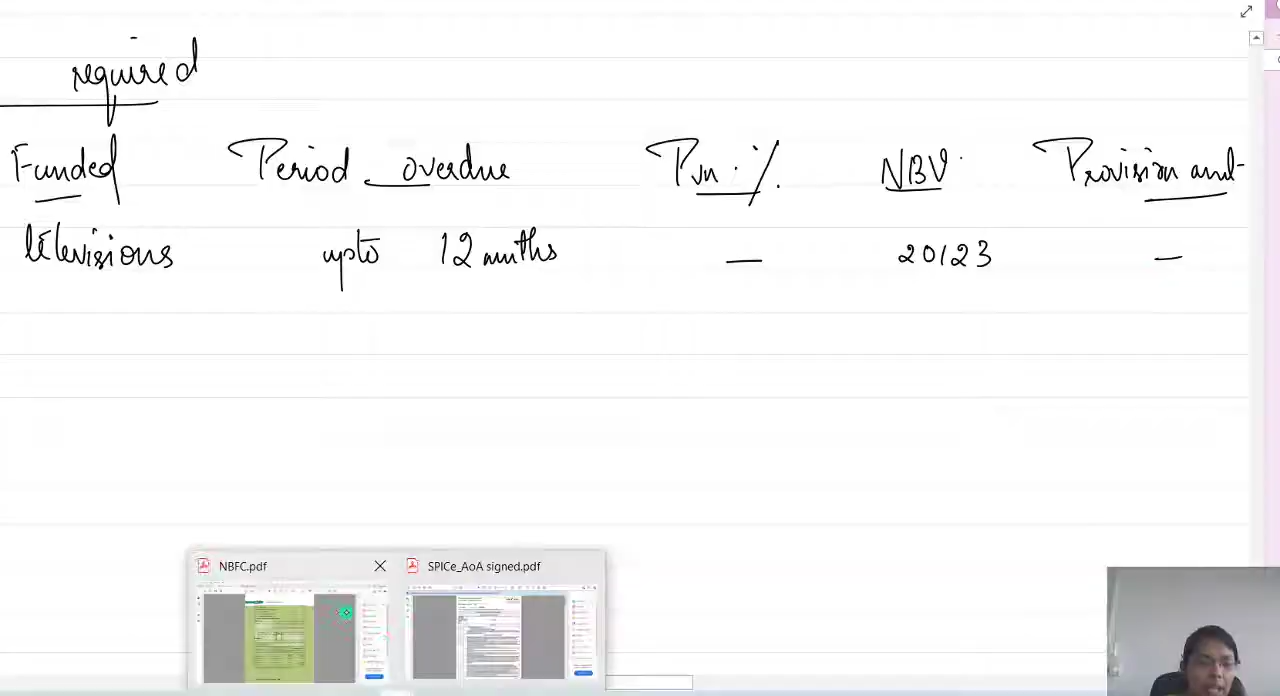 required
Funded Period overdue Pvn. % NBV Provision amt
televisions upto 12 mnths — 20123 —
NBFC.pdf SPICe_AoA signed.pdf